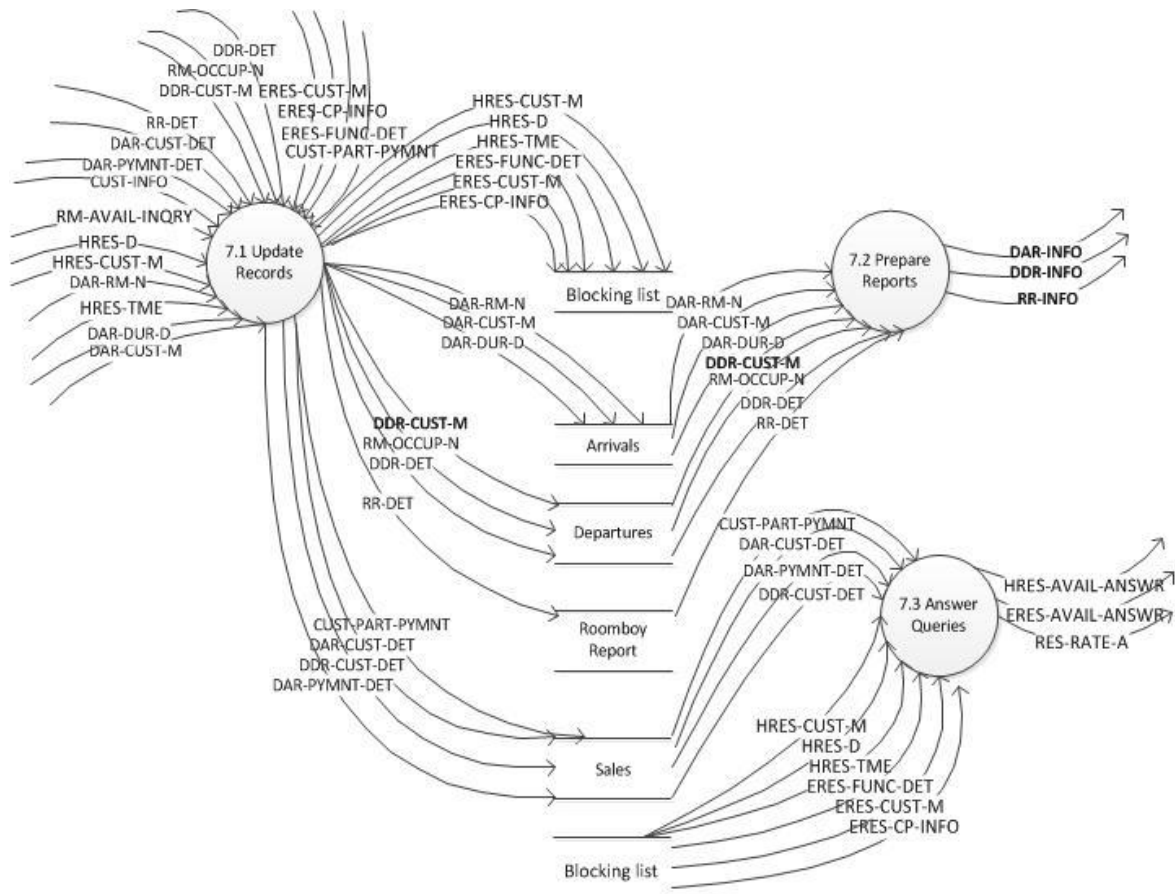 DDR-DET
RM-OCCUP-N
DDR-CUST-M
ERES-CUST-M
ERES-CP-INFO
ERES-FUNC-DET
CUST-PART-PYMNT
RR-DET
DAR-CUST-DET
DAR-PYMNT-DET
CUST-INFO
RM-AVAIL-INQRY
HRES-D
HRES-CUST-M
DAR-RM-N
HRES-TME
DAR-DUR-D
DAR-CUST-M
7.1 Update
Records
HRES-CUST-M
HRES-D
HRES-TME
ERES-FUNC-DET
ERES-CUST-M
ERES-CP-INFO
Blocking list
DAR-RM-N
DAR-CUST-M
DAR-DUR-D
Arrivals
DDR-CUST-M
RM-OCCUP-N
DDR-DET
Departures
RR-DET
Roomboy
Report
CUST-PART-PYMNT
DAR-CUST-DET
DDR-CUST-DET
DAR-PYMNT-DET
Sales
Blocking list
DAR-RM-N
DAR-CUST-M
DAR-DUR-D
DDR-CUST-M
RM-OCCUP-N
DDR-DET
RR-DET
7.2 Prepare
Reports
DAR-INFO
DDR-INFO
RR-INFO
CUST-PART-PYMNT
DAR-CUST-DET
DAR-PYMNT-DET
DDR-CUST-DET
7.3 Answer
Queries
HRES-AVAIL-ANSWR
ERES-AVAIL-ANSWR
RES-RATE-A
HRES-CUST-M
HRES-D
HRES-TME
ERES-FUNC-DET
ERES-CUST-M
ERES-CP-INFO